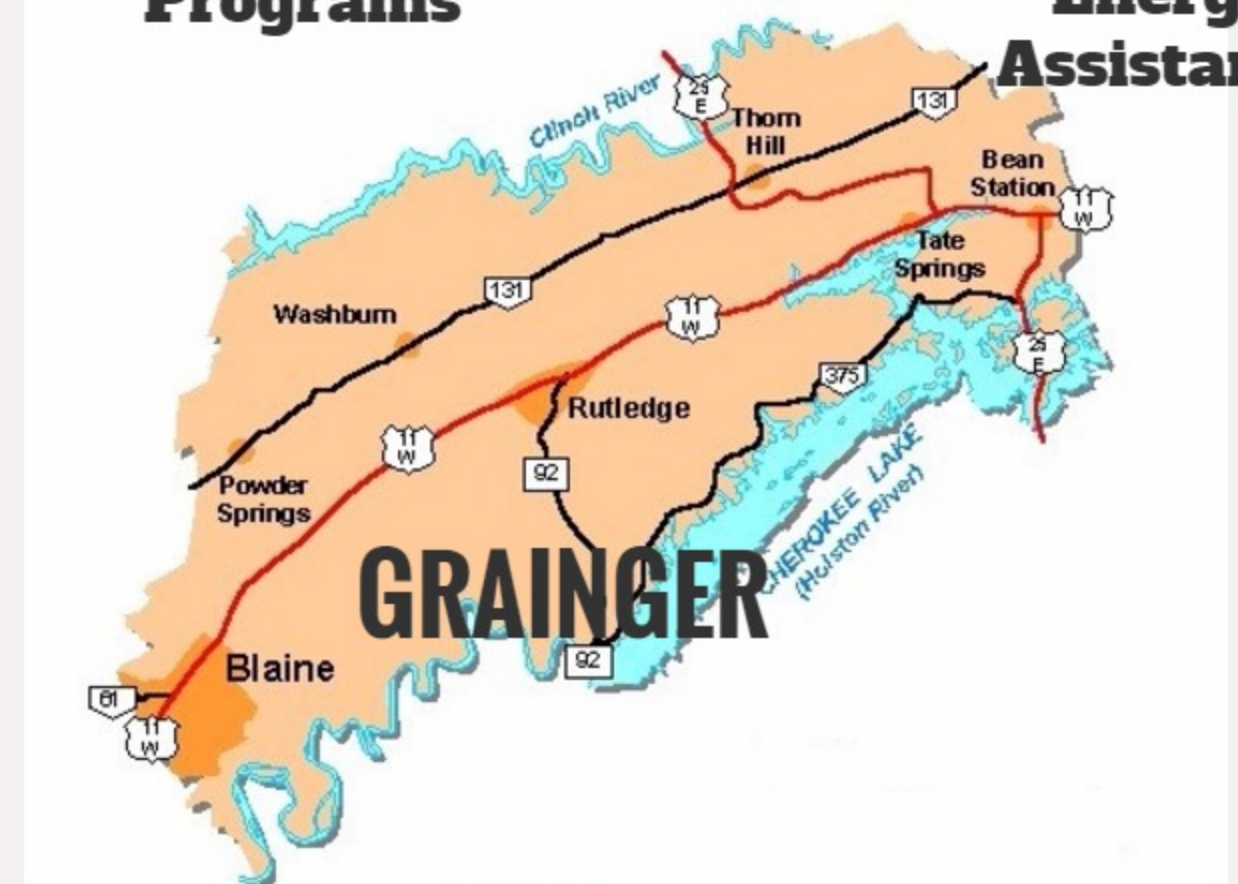 Programs
Assistan
Clinch River
25
E
Thorn
Hill
131
Bean
Station
11
W
Tate
Springs
131
Washburn
11
W
25
E
375
Rutledge
11
W
92
Powder
Springs
CHEROKEE LAKE
(Holston River)
GRAINGER
92
Blaine
61
11
W